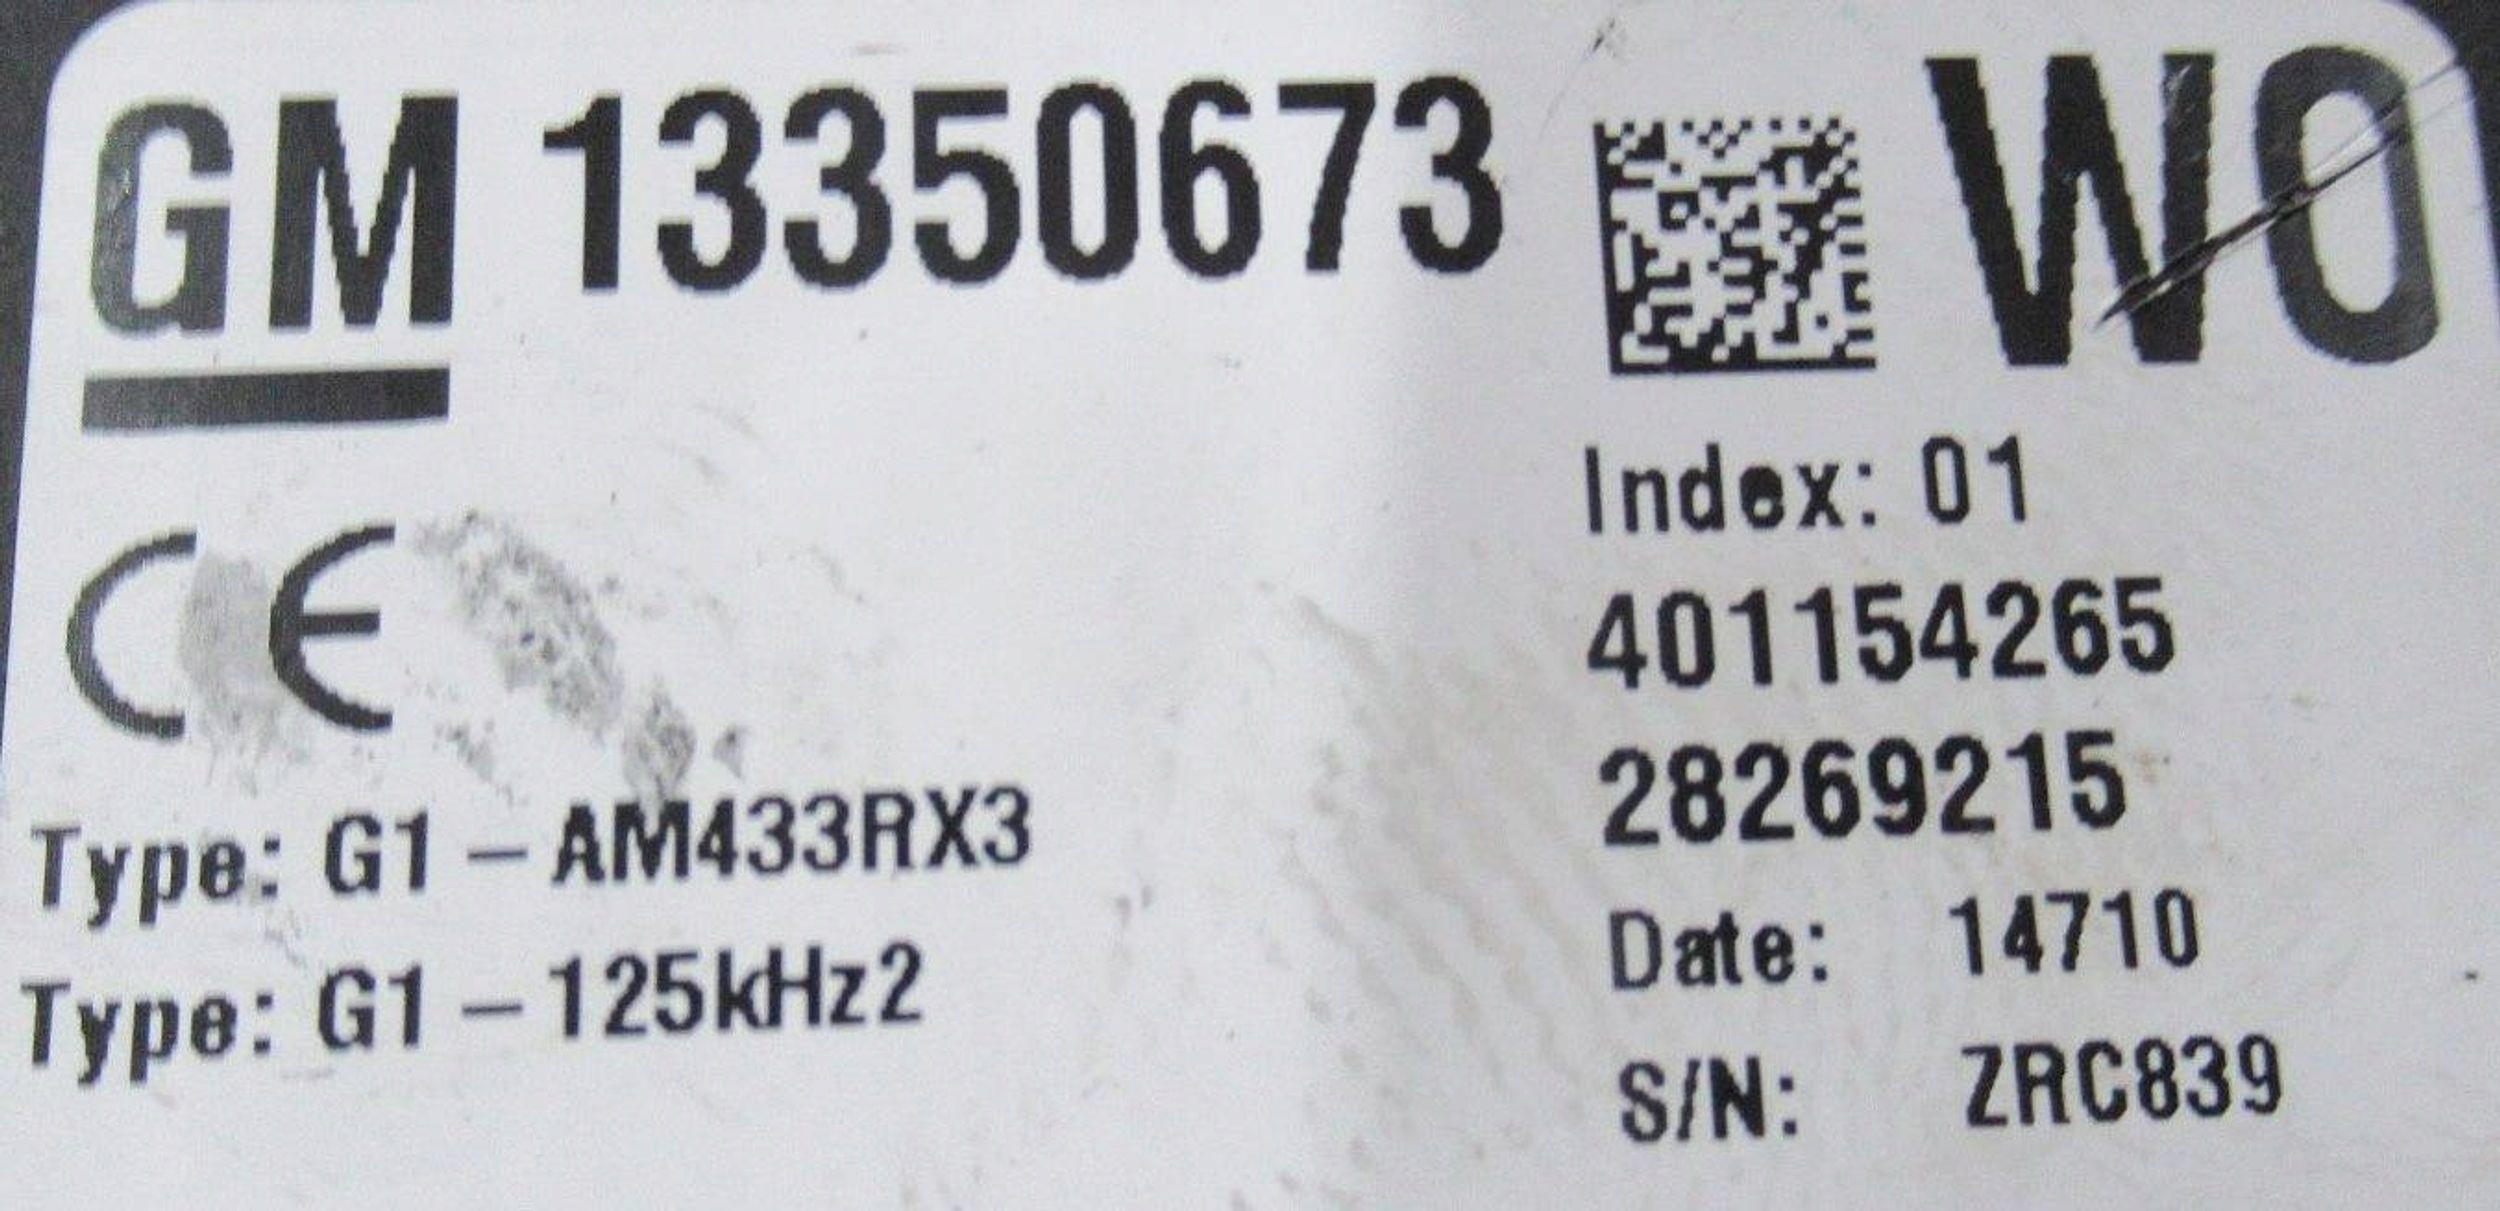 GM 13350673 WO
Index: 01
401154265
28269215
CE
Type: G1-AM433RX3
Type: G1-125kHz2
Date: 14710
S/N: ZRC839